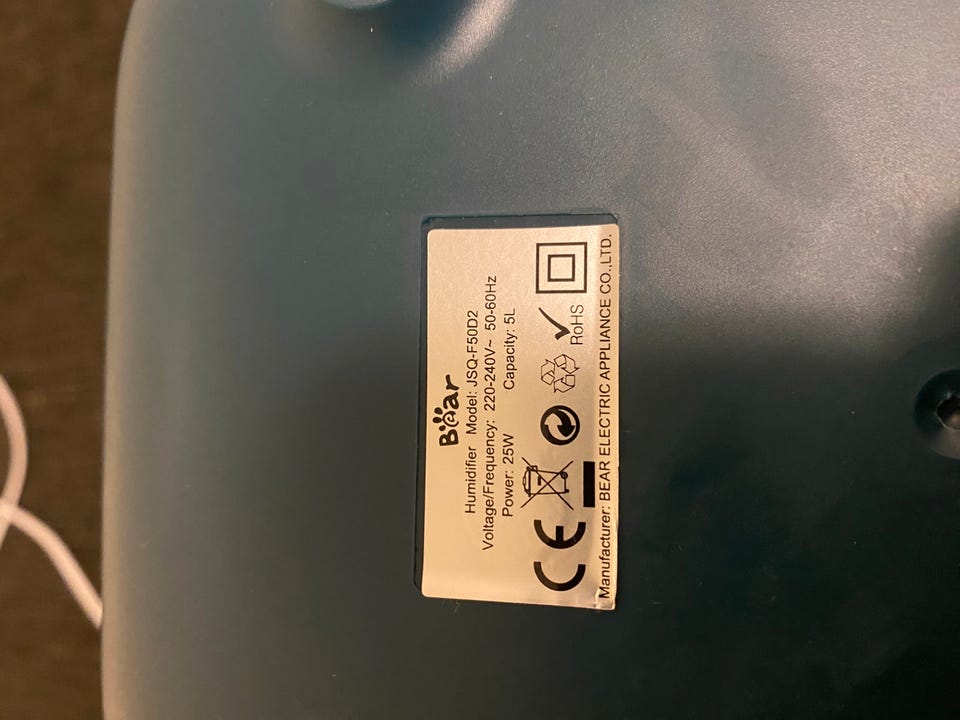 Bear
Humidifier Model: JSQ-F50D2
Voltage/Frequency: 220-240V~ 50-60Hz
Power: 25W Capacity: 5L
CE
RoHS
Manufacturer: BEAR ELECTRIC APPLIANCE CO.,LTD.